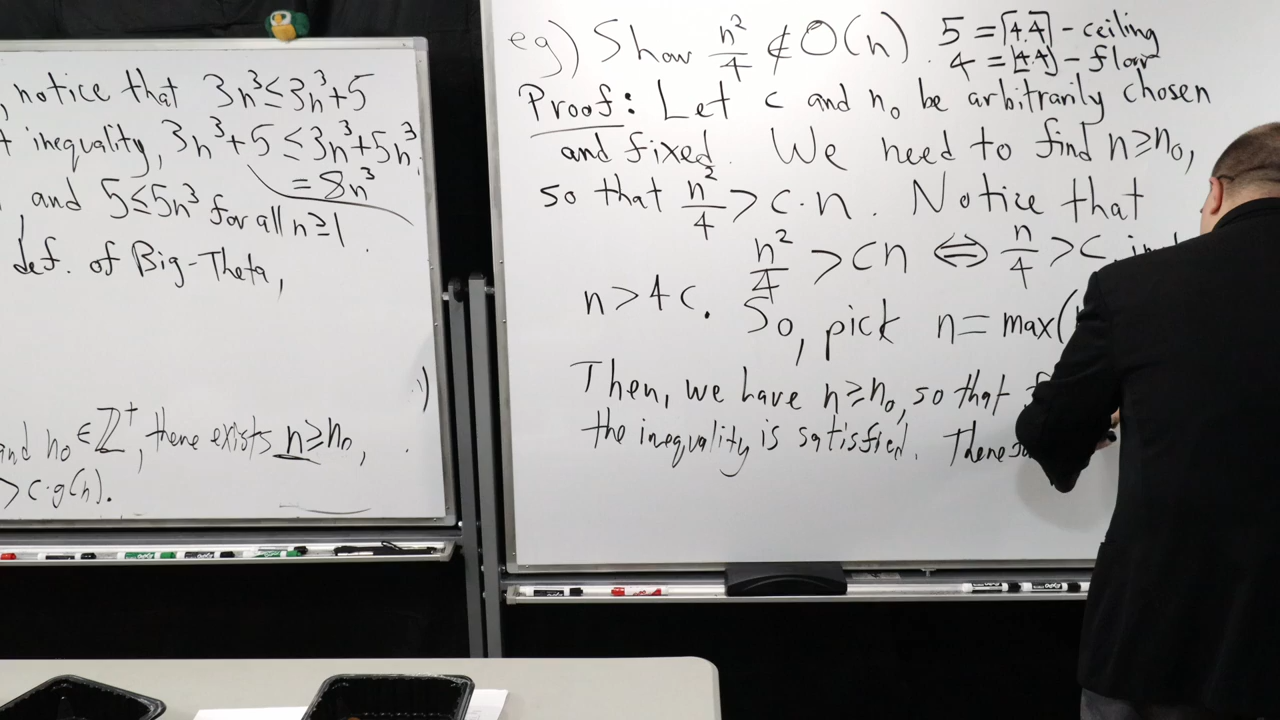 , notice that 3n³ ≤ 3n³+5
inequality, 3n³+5 ≤ 3n³+5n³,
= 8n³
, and 5≤5n³ for all n≥1.
def. of Big-Theta,
and n₀ ∈ ℤ⁺, there exists n≥n₀,
> c·g(n).
eg) Show n²/4 ∉ O(n). 5 = ⌈4.4⌉ - ceiling
4 = ⌊4.4⌋ - floor
Proof: Let c and n₀ be arbitrarily chosen
and fixed. We need to find n≥n₀,
so that n²/4 > c·n. Notice that
n²/4 > cn ⇔ n/4 > c
n > 4c. So, pick n = max(
Then, we have n≥n₀, so that
the inequality is satisfied.